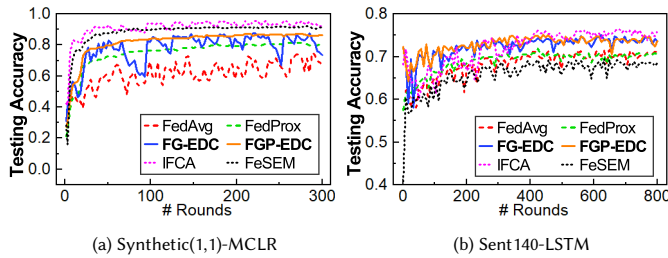 Testing Accuracy
1.0
0.8
0.6
0.4
0.2
0.0
FedAvg
FedProx
FG-EDC
FGP-EDC
IFCA
FeSEM
0
100
200
300
# Rounds
(a) Synthetic(1,1)-MCLR
Testing Accuracy
0.8
0.7
0.6
0.5
0.4
FedAvg
FedProx
FG-EDC
FGP-EDC
IFCA
FeSEM
0
200
400
600
800
# Rounds
(b) Sent140-LSTM